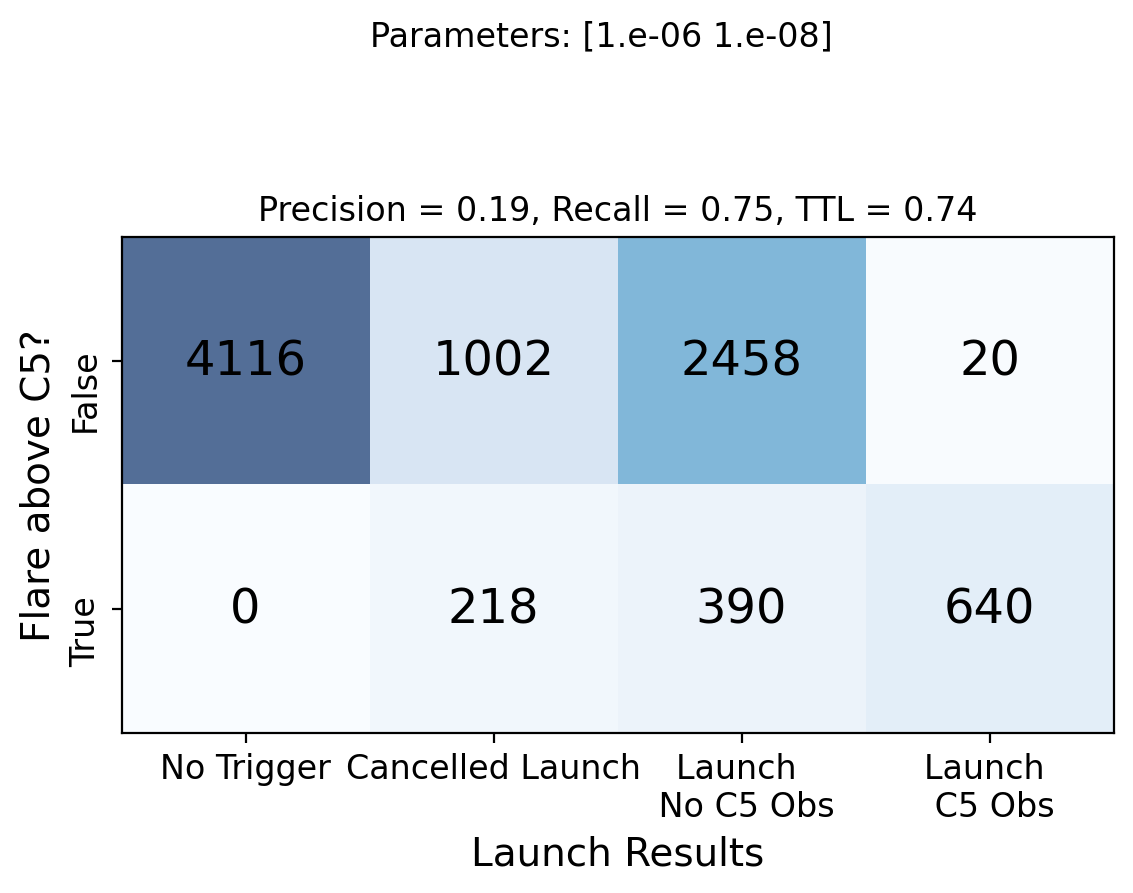 Parameters: [1.e-06 1.e-08]
Precision = 0.19, Recall = 0.75, TTL = 0.74
Flare above C5?
False
4116 1002 2458 20
True
0 218 390 640
No Trigger Cancelled Launch Launch Launch
No C5 Obs C5 Obs
Launch Results